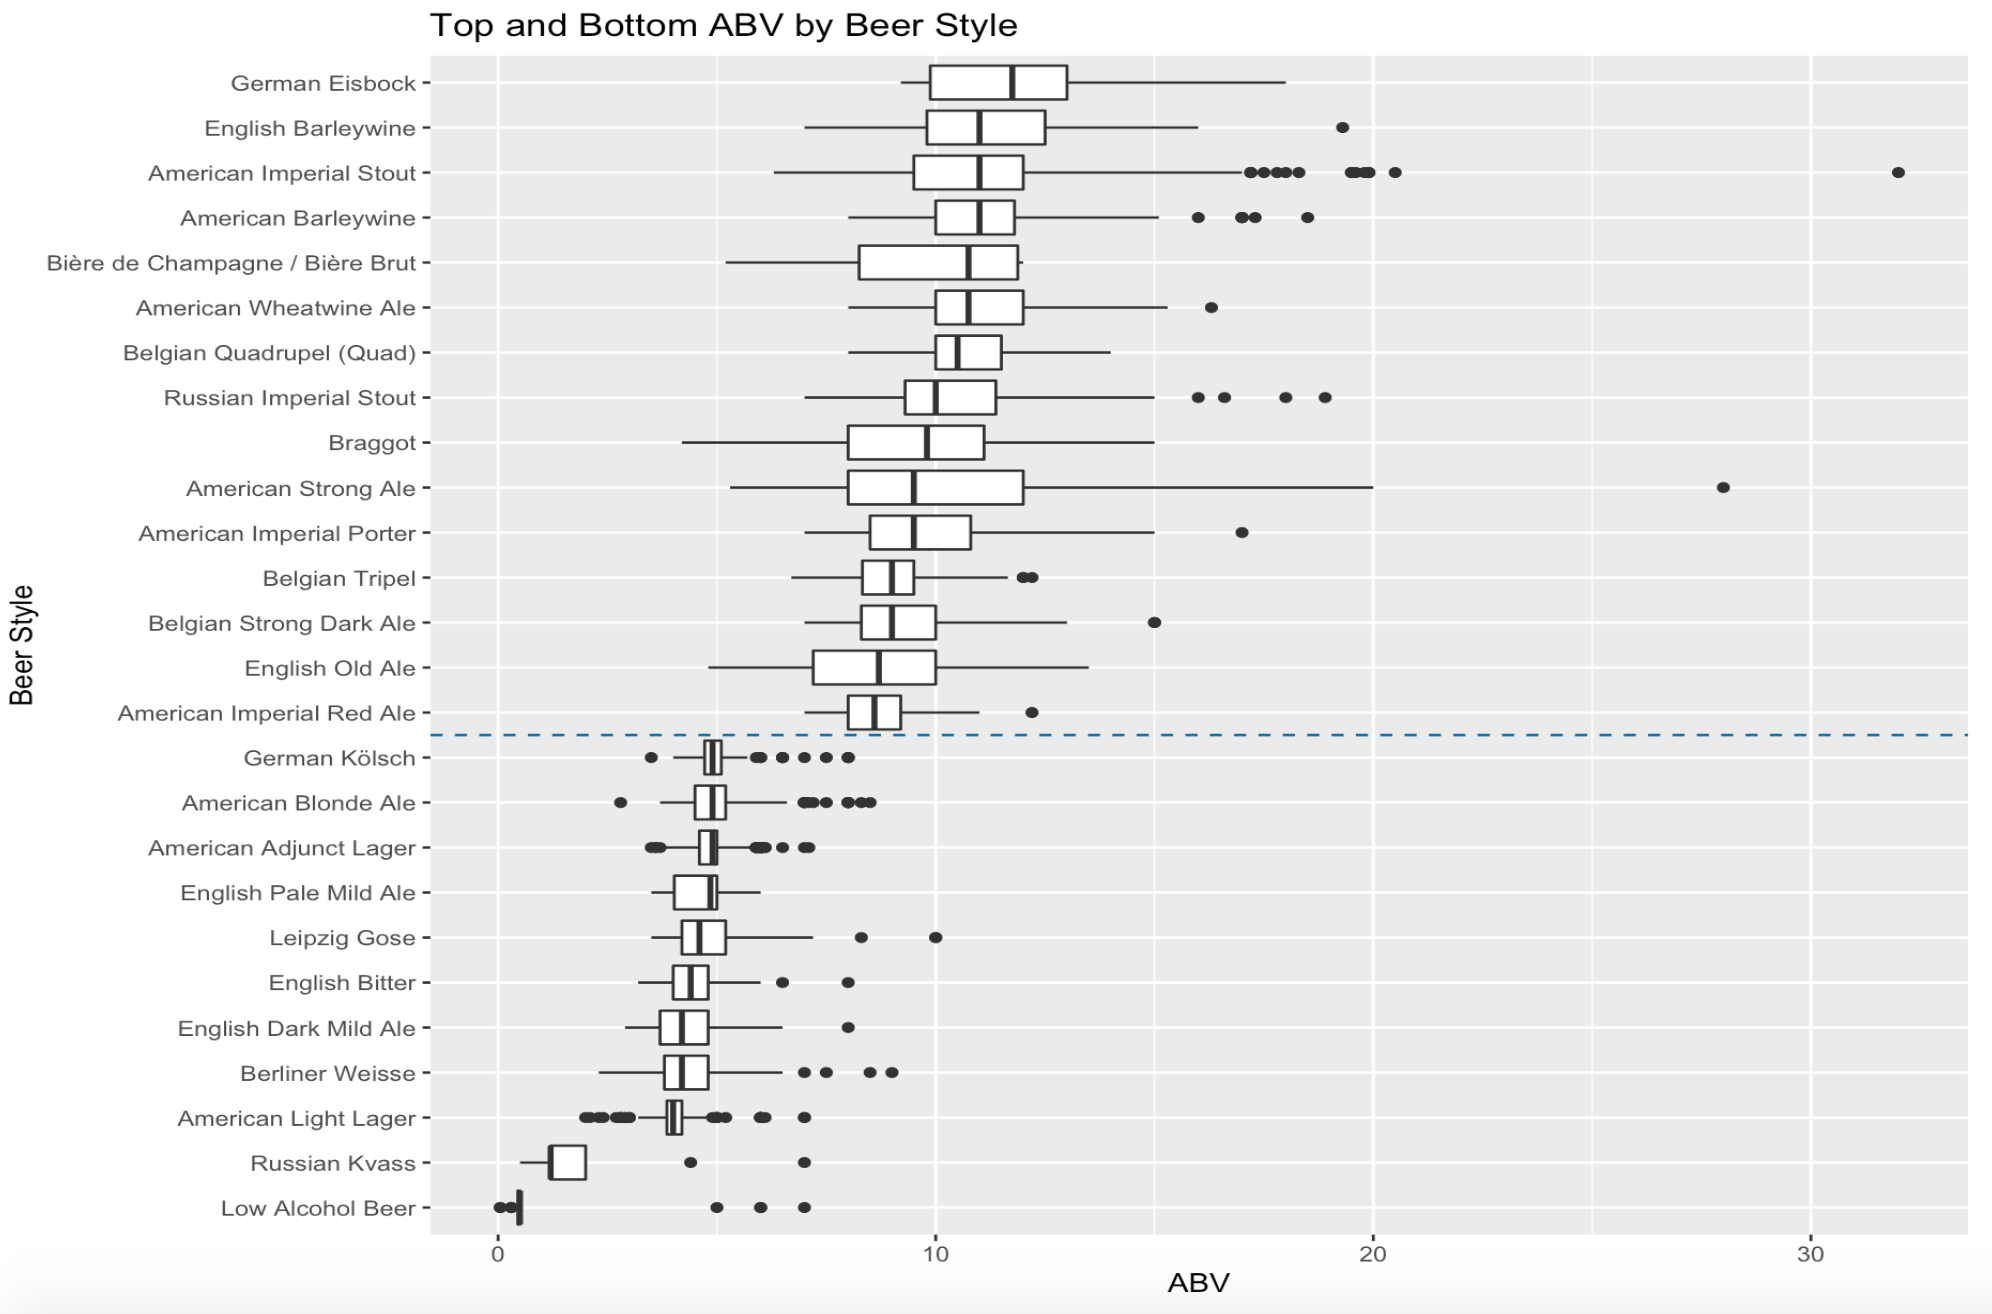 Top and Bottom ABV by Beer Style
Beer Style
German Eisbock
English Barleywine
American Imperial Stout
American Barleywine
Bière de Champagne / Bière Brut
American Wheatwine Ale
Belgian Quadrupel (Quad)
Russian Imperial Stout
Braggot
American Strong Ale
American Imperial Porter
Belgian Tripel
Belgian Strong Dark Ale
English Old Ale
American Imperial Red Ale
German Kölsch
American Blonde Ale
American Adjunct Lager
English Pale Mild Ale
Leipzig Gose
English Bitter
English Dark Mild Ale
Berliner Weisse
American Light Lager
Russian Kvass
Low Alcohol Beer
0 10 20 30
ABV